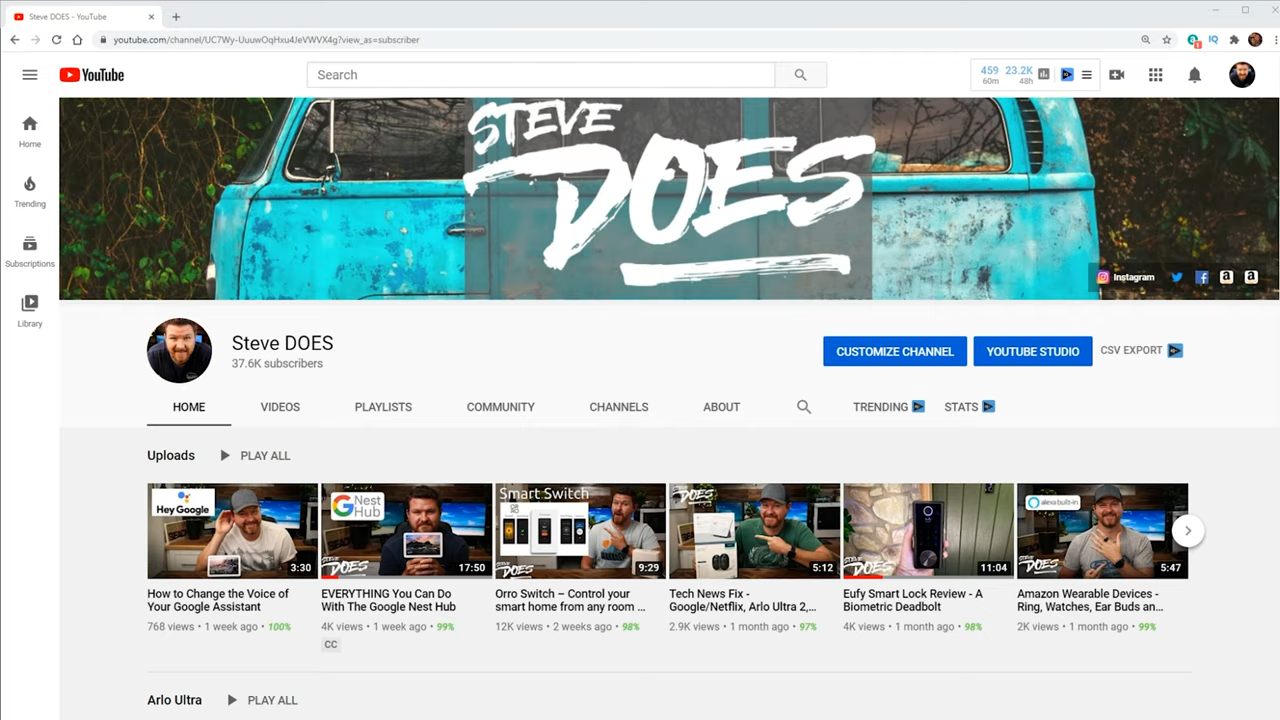 Steve DOES - YouTube
youtube.com/channel/UC7Wy-UuuwOqHxu4JeVWVX4g?view_as=subscriber
YouTube
Search
459 23.2K
60m 48h
Home
Trending
Subscriptions
Library
STEVE
DOES
Instagram
Steve DOES
37.6K subscribers
CUSTOMIZE CHANNEL
YOUTUBE STUDIO
CSV EXPORT
HOME VIDEOS PLAYLISTS COMMUNITY CHANNELS ABOUT TRENDING STATS
Uploads PLAY ALL
Hey Google
3:30
How to Change the Voice of
Your Google Assistant
768 views • 1 week ago • 100%
Nest
Hub
DOES
17:50
EVERYTHING You Can Do
With The Google Nest Hub
4K views • 1 week ago • 99%
CC
Smart Switch
DOES
9:29
Orro Switch – Control your
smart home from any room ...
12K views • 2 weeks ago • 98%
DOES
5:12
Tech News Fix -
Google/Netflix, Arlo Ultra 2,...
2.9K views • 1 month ago • 97%
DOES
11:04
Eufy Smart Lock Review - A
Biometric Deadbolt
4K views • 1 month ago • 98%
alexa built-in
DOES
5:47
Amazon Wearable Devices -
Ring, Watches, Ear Buds an...
2K views • 1 month ago • 99%
Arlo Ultra PLAY ALL